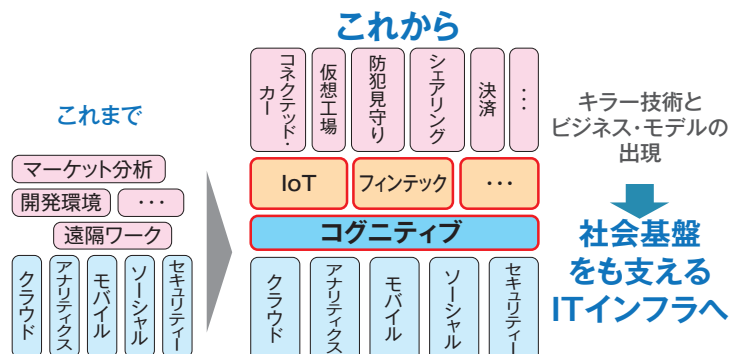 これまで
マーケット分析
開発環境
・・・
遠隔ワーク
クラウド
アナリティクス
モバイル
ソーシャル
セキュリティー
これから
コネクテッド・
カー
仮想工場
防犯見守り
シェアリング
決済
・・・
IoT
フィンテック
・・・
コグニティブ
クラウド
アナリティクス
モバイル
ソーシャル
セキュリティー
キラー技術と
ビジネス・モデルの
出現
社会基盤
をも支える
ITインフラへ